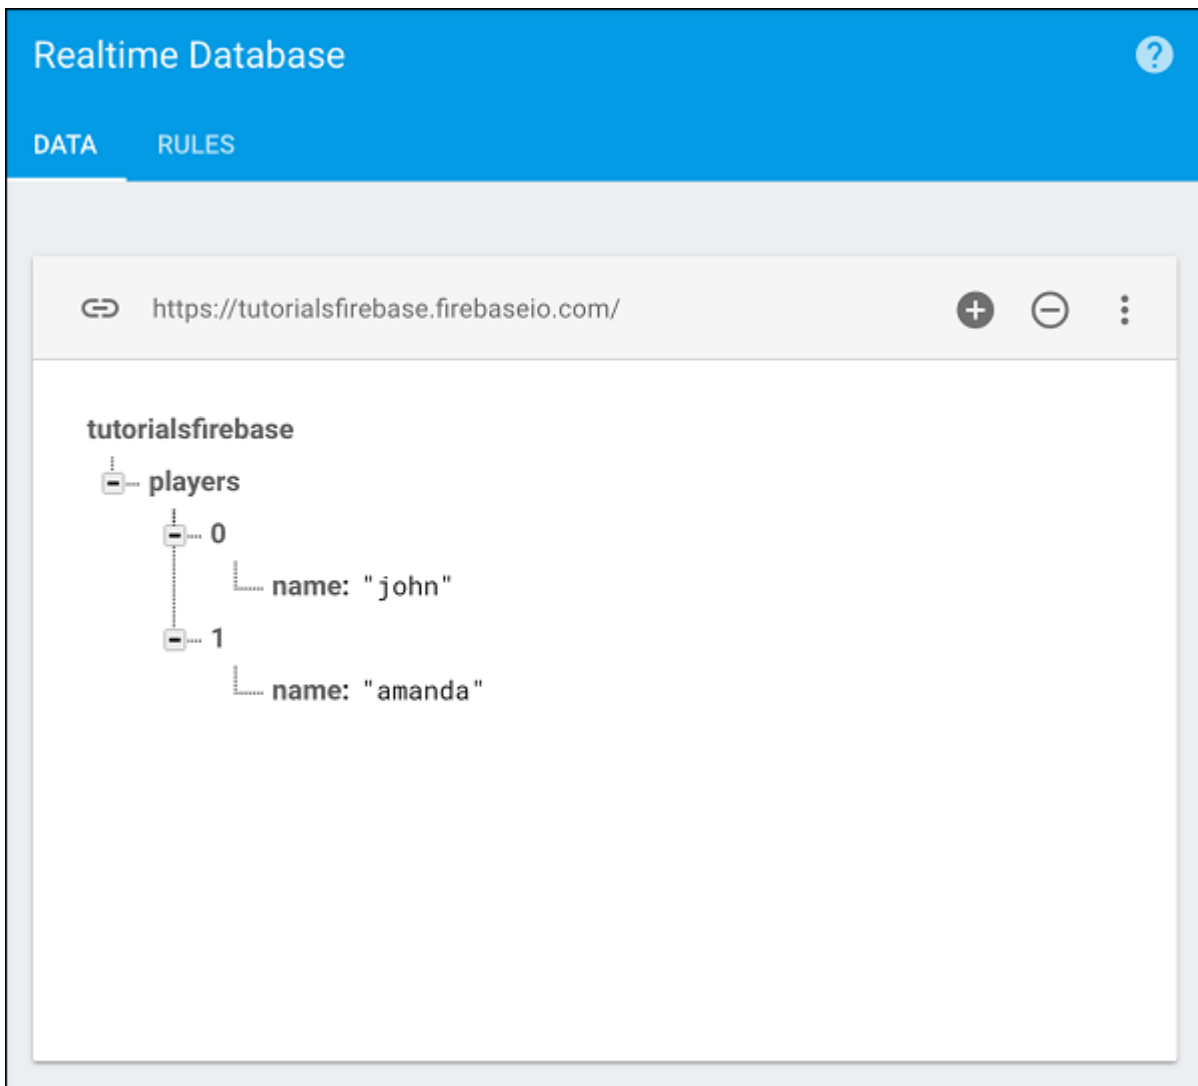 Realtime Database
DATA RULES
https://tutorialsfirebase.firebaseio.com/
tutorialsfirebase
players
0
name: "john"
1
name: "amanda"